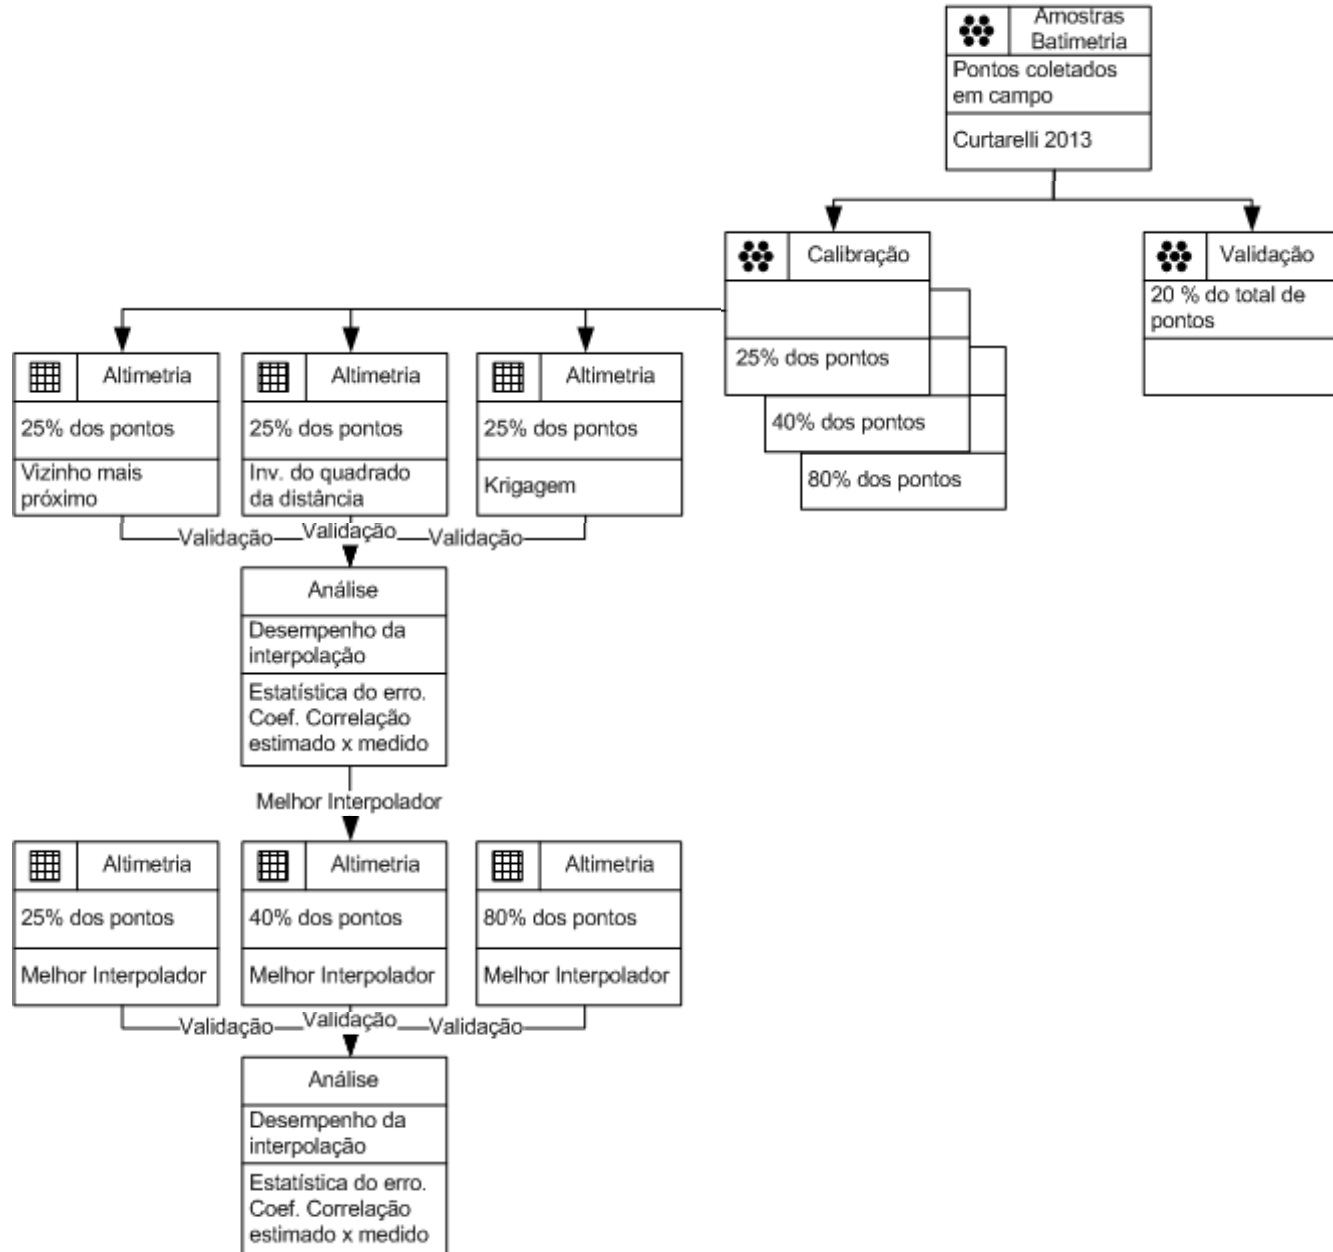 Amostras
Batimetria
Pontos coletados
em campo
Curtarelli 2013
Calibração
25% dos pontos
40% dos pontos
80% dos pontos
Validação
20 % do total de
pontos
Altimetria
25% dos pontos
Vizinho mais
próximo
Altimetria
25% dos pontos
Inv. do quadrado
da distância
Altimetria
25% dos pontos
Krigagem
Validação
Validação
Validação
Análise
Desempenho da
interpolação
Estatística do erro.
Coef. Correlação
estimado x medido
Melhor Interpolador
Altimetria
25% dos pontos
Melhor Interpolador
Altimetria
40% dos pontos
Melhor Interpolador
Altimetria
80% dos pontos
Melhor Interpolador
Validação
Validação
Validação
Análise
Desempenho da
interpolação
Estatística do erro.
Coef. Correlação
estimado x medido